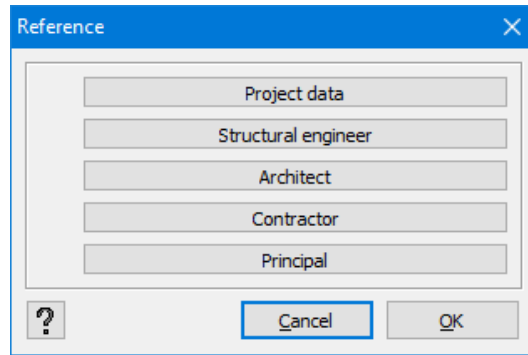 Reference
Project data
Structural engineer
Architect
Contractor
Principal
? Cancel OK